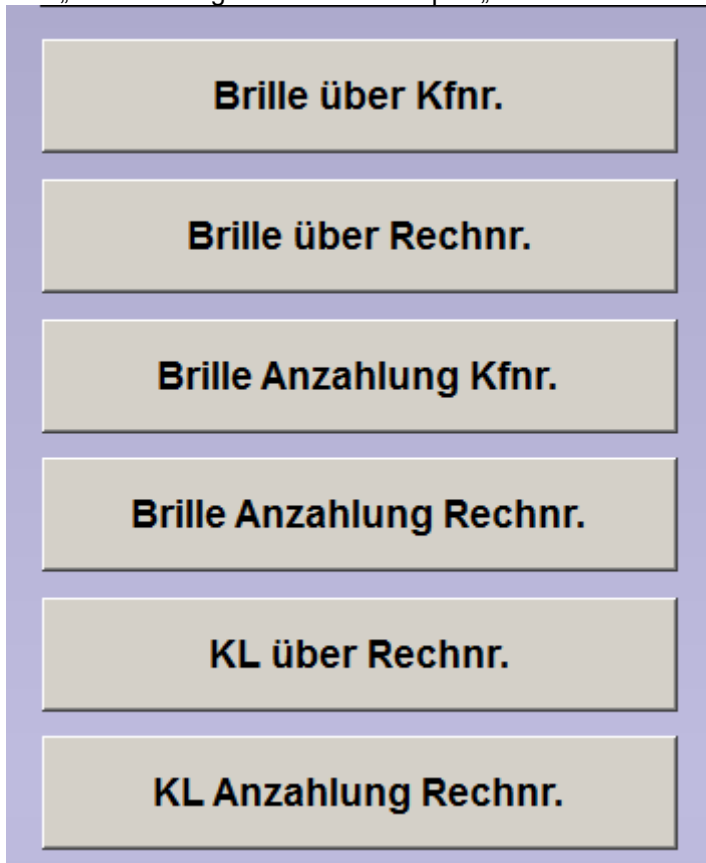 Brille über Kfnr.
Brille über Rechnr.
Brille Anzahlung Kfnr.
Brille Anzahlung Rechnr.
KL über Rechnr.
KL Anzahlung Rechnr.